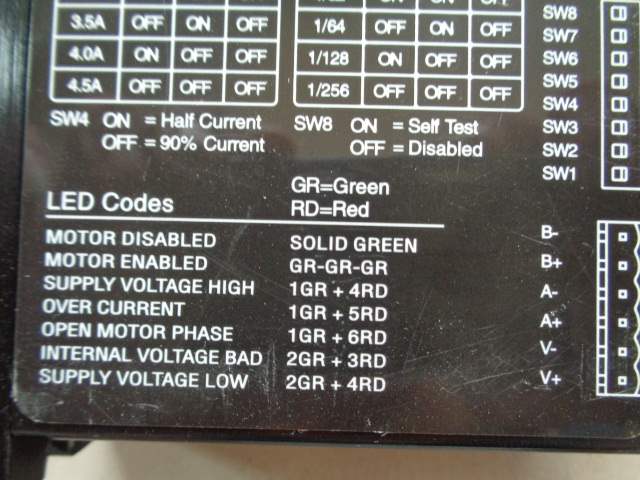 OFF
3.5A OFF ON OFF
4.0A ON OFF OFF
4.5A OFF OFF OFF
ON OFF
1/64 OFF ON OFF
1/128 ON OFF OFF
1/256 OFF OFF OFF
SW8
SW7
SW6
SW5
SW4
SW3
SW2
SW1
SW4 ON = Half Current
OFF = 90% Current
SW8 ON = Self Test
OFF = Disabled
GR=Green
LED Codes RD=Red
MOTOR DISABLED SOLID GREEN
MOTOR ENABLED GR-GR-GR
SUPPLY VOLTAGE HIGH 1GR + 4RD
OVER CURRENT 1GR + 5RD
OPEN MOTOR PHASE 1GR + 6RD
INTERNAL VOLTAGE BAD 2GR + 3RD
SUPPLY VOLTAGE LOW 2GR + 4RD
B-
B+
A-
A+
V-
V+